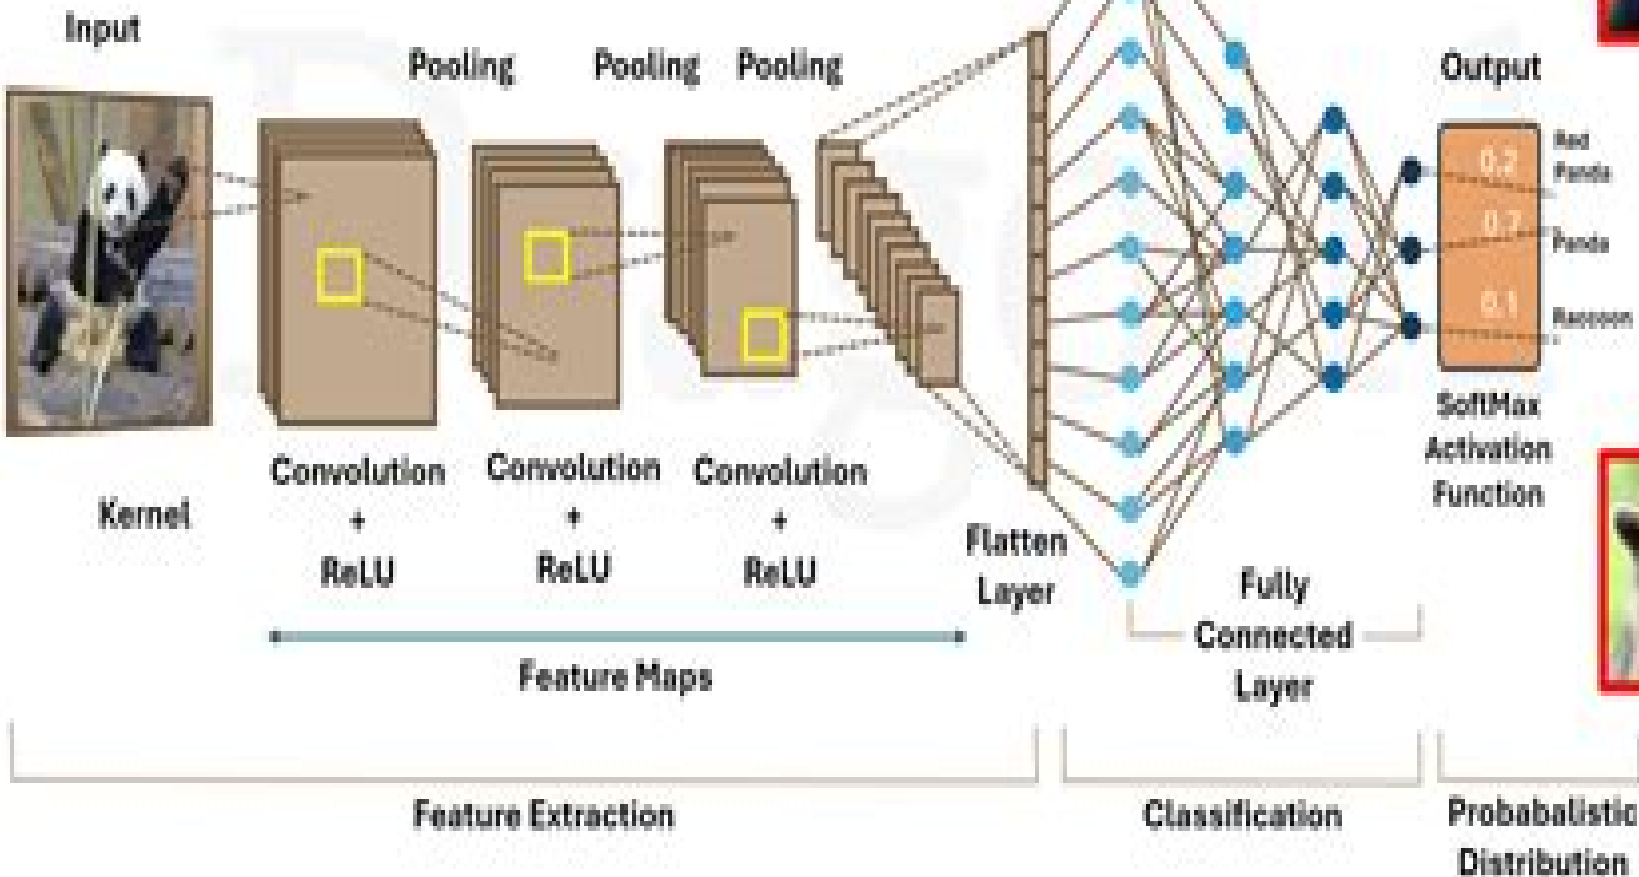 Input
Pooling
Pooling
Pooling
Output
0.2
Red
Panda
0.7
Panda
0.1
Raccoon
SoftMax
Activation
Function
Kernel
Convolution
+
ReLU
Convolution
+
ReLU
Convolution
+
ReLU
Flatten
Layer
Fully
Connected
Layer
Feature Maps
Feature Extraction
Classification
Probabalistic
Distribution